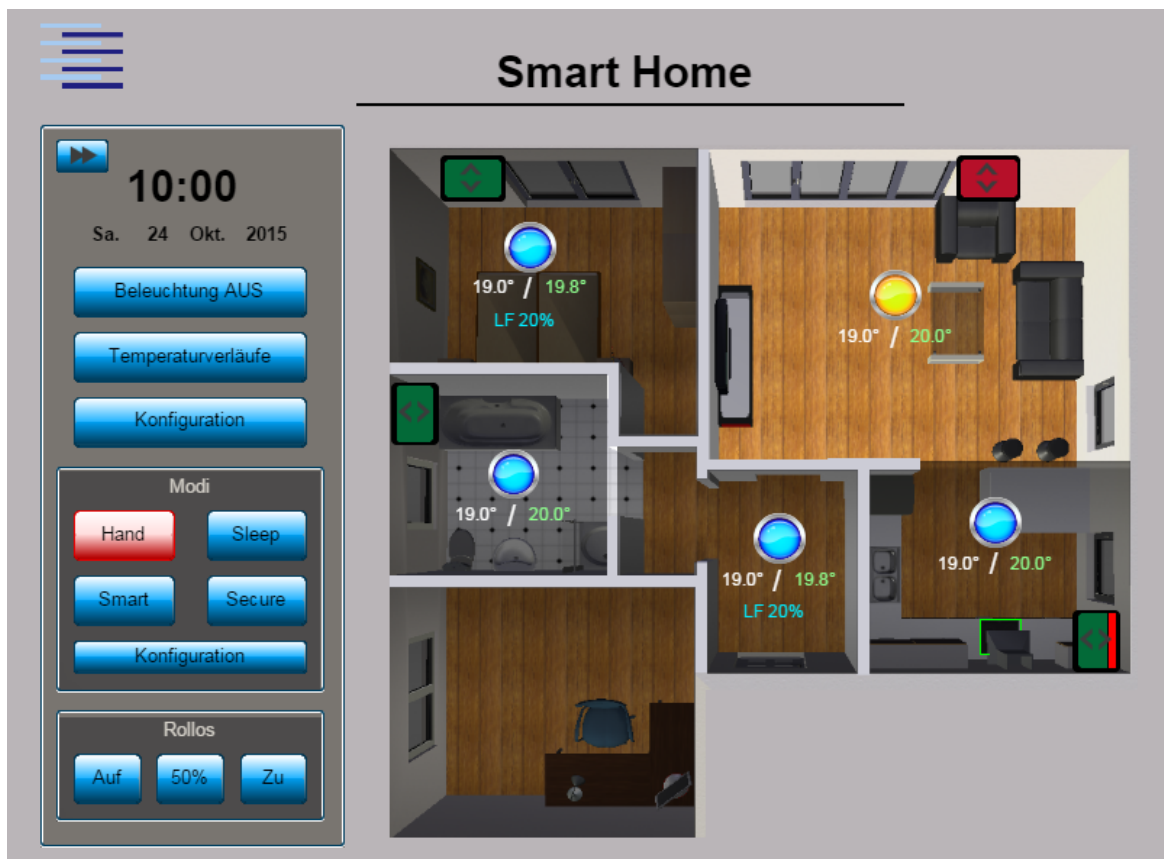 Smart Home
10:00
Sa. 24 Okt. 2015
Beleuchtung AUS
Temperaturverläufe
Konfiguration
Modi
Hand
Sleep
Smart
Secure
Konfiguration
Rollos
Auf
50%
Zu
19.0° / 19.8°
LF 20%
19.0° / 20.0°
19.0° / 20.0°
19.0° / 19.8°
LF 20%
19.0° / 20.0°